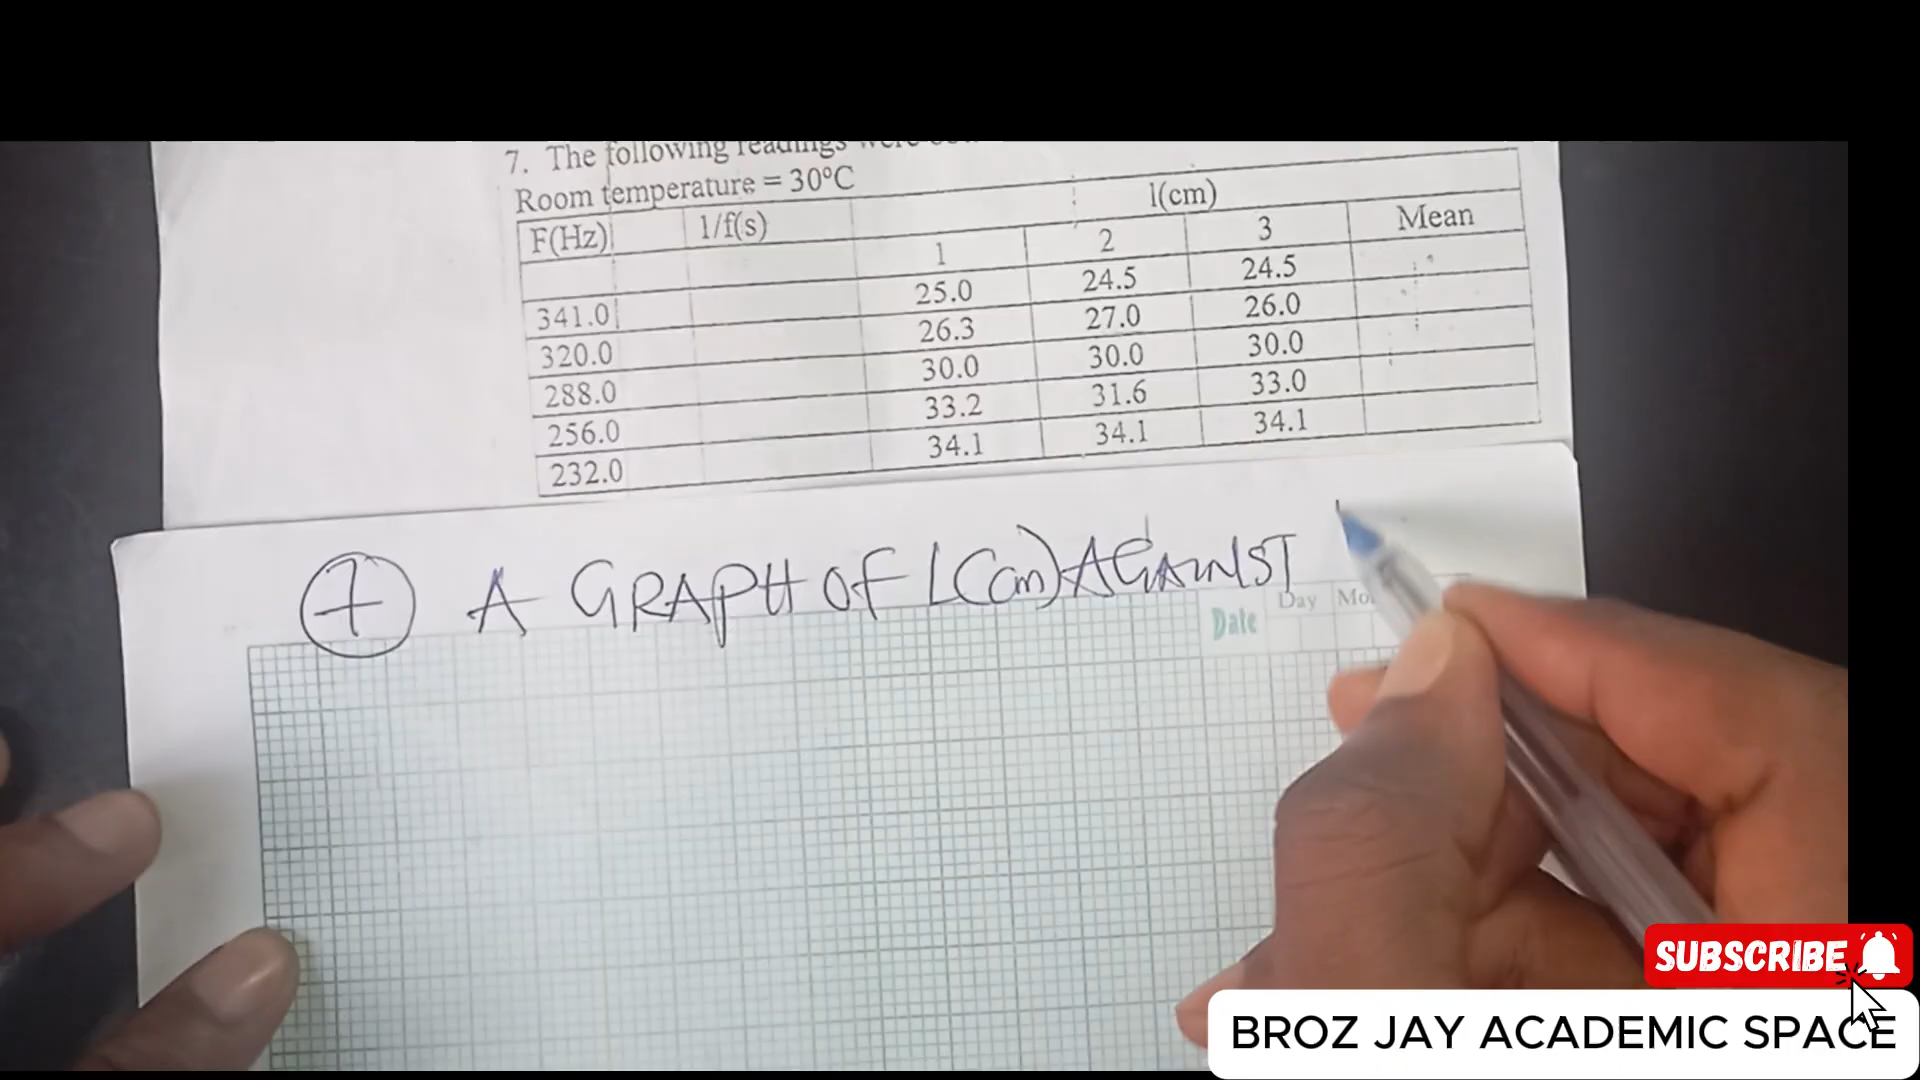 7. The following readings were
Room temperature = 30°C
F(Hz) 1/f(s) l(cm)
1 2 3 Mean
341.0 25.0 24.5 24.5
320.0 26.3 27.0 26.0
288.0 30.0 30.0 30.0
256.0 33.2 31.6 33.0
232.0 34.1 34.1 34.1
7 A GRAPH OF L(cm) AGAINST
Date Day
SUBSCRIBE
BROZ JAY ACADEMIC SPACE